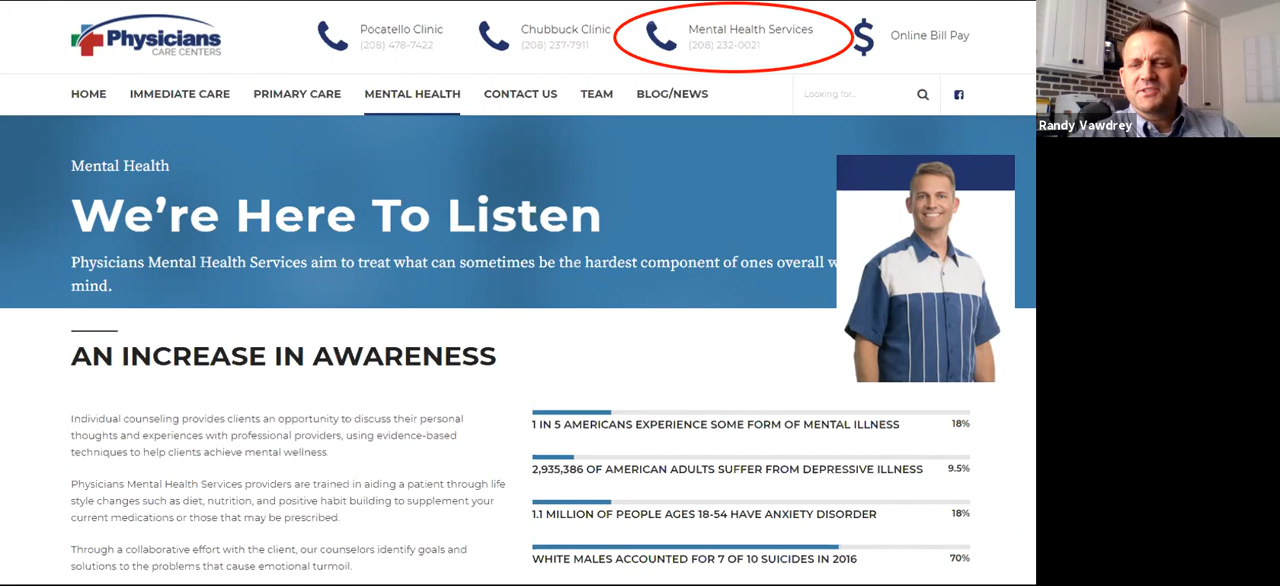 Physicians
CARE CENTERS
Pocatello Clinic
(208) 478-7422
Chubbuck Clinic
(208) 237-7911
Mental Health Services
(208) 232-0021
Online Bill Pay
HOME IMMEDIATE CARE PRIMARY CARE MENTAL HEALTH CONTACT US TEAM BLOG/NEWS Looking for...
Randy Vawdrey
Mental Health
We're Here To Listen
Physicians Mental Health Services aim to treat what can sometimes be the hardest component of ones overall w
mind.
AN INCREASE IN AWARENESS
Individual counseling provides clients an opportunity to discuss their personal
thoughts and experiences with professional providers, using evidence-based
techniques to help clients achieve mental wellness.
Physicians Mental Health Services providers are trained in aiding a patient through life
style changes such as diet, nutrition, and positive habit building to supplement your
current medications or those that may be prescribed.
Through a collaborative effort with the client, our counselors identify goals and
solutions to the problems that cause emotional turmoil.
1 IN 5 AMERICANS EXPERIENCE SOME FORM OF MENTAL ILLNESS 18%
2,935,386 OF AMERICAN ADULTS SUFFER FROM DEPRESSIVE ILLNESS 9.5%
1.1 MILLION OF PEOPLE AGES 18-54 HAVE ANXIETY DISORDER 18%
WHITE MALES ACCOUNTED FOR 7 OF 10 SUICIDES IN 2016 70%